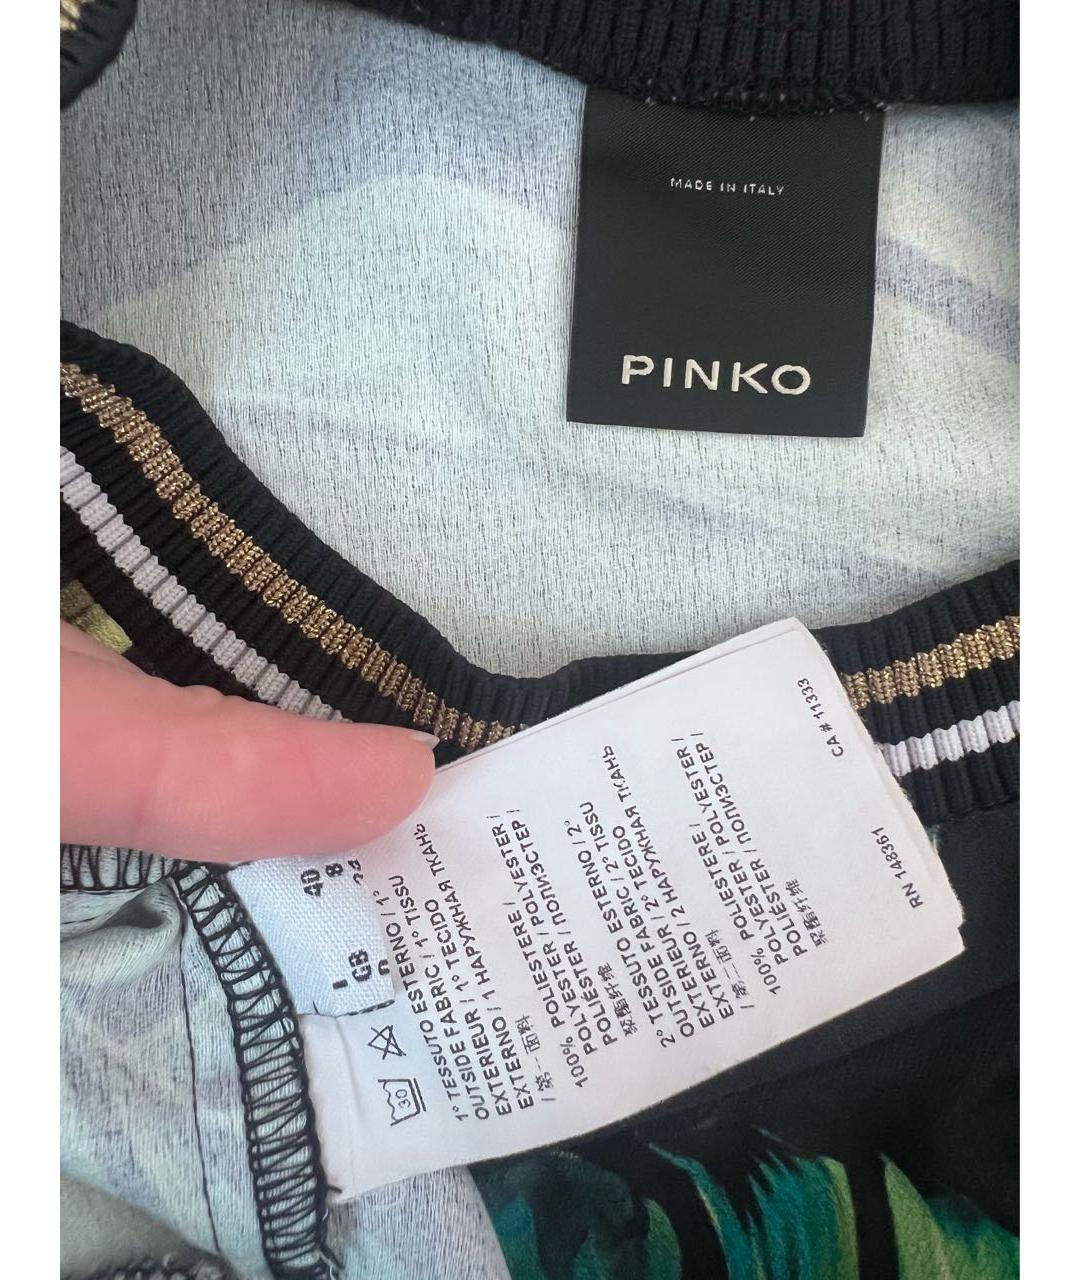 MADE IN ITALY
PINKO
CA # 11333
RN 148361
40
8
I
GB
30
1° TESSUTO ESTERNO / 1°
OUTSIDE FABRIC / 1° TISSU
EXTERIEUR / 1° TECIDO
EXTERNO / 1 НАРУЖНАЯ ТКАНЬ
/ 第一面料
100% POLIESTERE /
POLYESTER / POLYESTER /
POLIÉSTER / ПОЛИЭСТЕР /
聚酯纤维
2° TESSUTO ESTERNO / 2°
OUTSIDE FABRIC / 2° TISSU
EXTERIEUR / 2° TECIDO
EXTERNO / 2 НАРУЖНАЯ ТКАНЬ
/ 第二面料
100% POLIESTERE /
POLYESTER / POLYESTER /
POLIÉSTER / ПОЛИЭСТЕР /
聚酯纤维